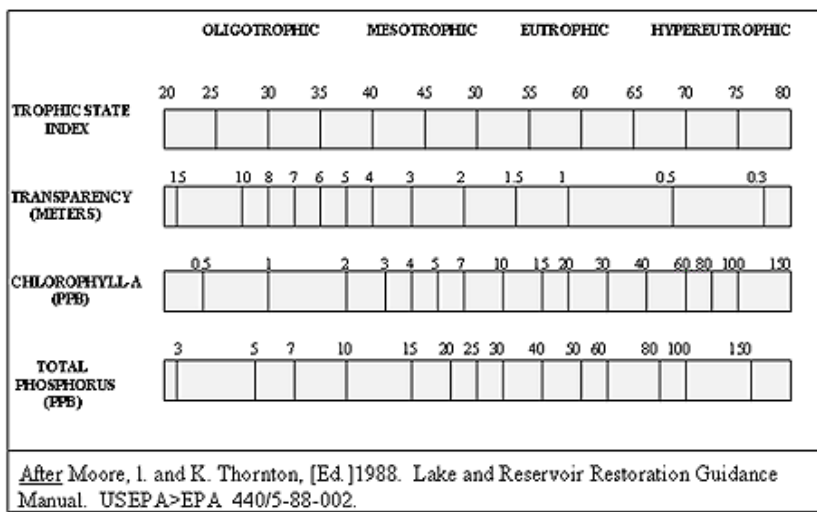 OLIGOTROPHIC MESOTROPHIC EUTROPHIC HYPEREUTROPHIC
20 25 30 35 40 45 50 55 60 65 70 75 80
TROPHIC STATE
INDEX
15 10 8 7 6 5 4 3 2 1.5 1 0.5 0.3
TRANSPARENCY
(METERS)
0.5 1 2 3 4 5 7 10 15 20 30 40 60 80 100 150
CHLOROPHYLL-A
(PPB)
3 5 7 10 15 20 25 30 40 50 60 80 100 150
TOTAL
PHOSPHORUS
(PPB)
After Moore, l. and K. Thornton, [Ed.]1988. Lake and Reservoir Restoration Guidance
Manual. USEPA>EPA 440/5-88-002.